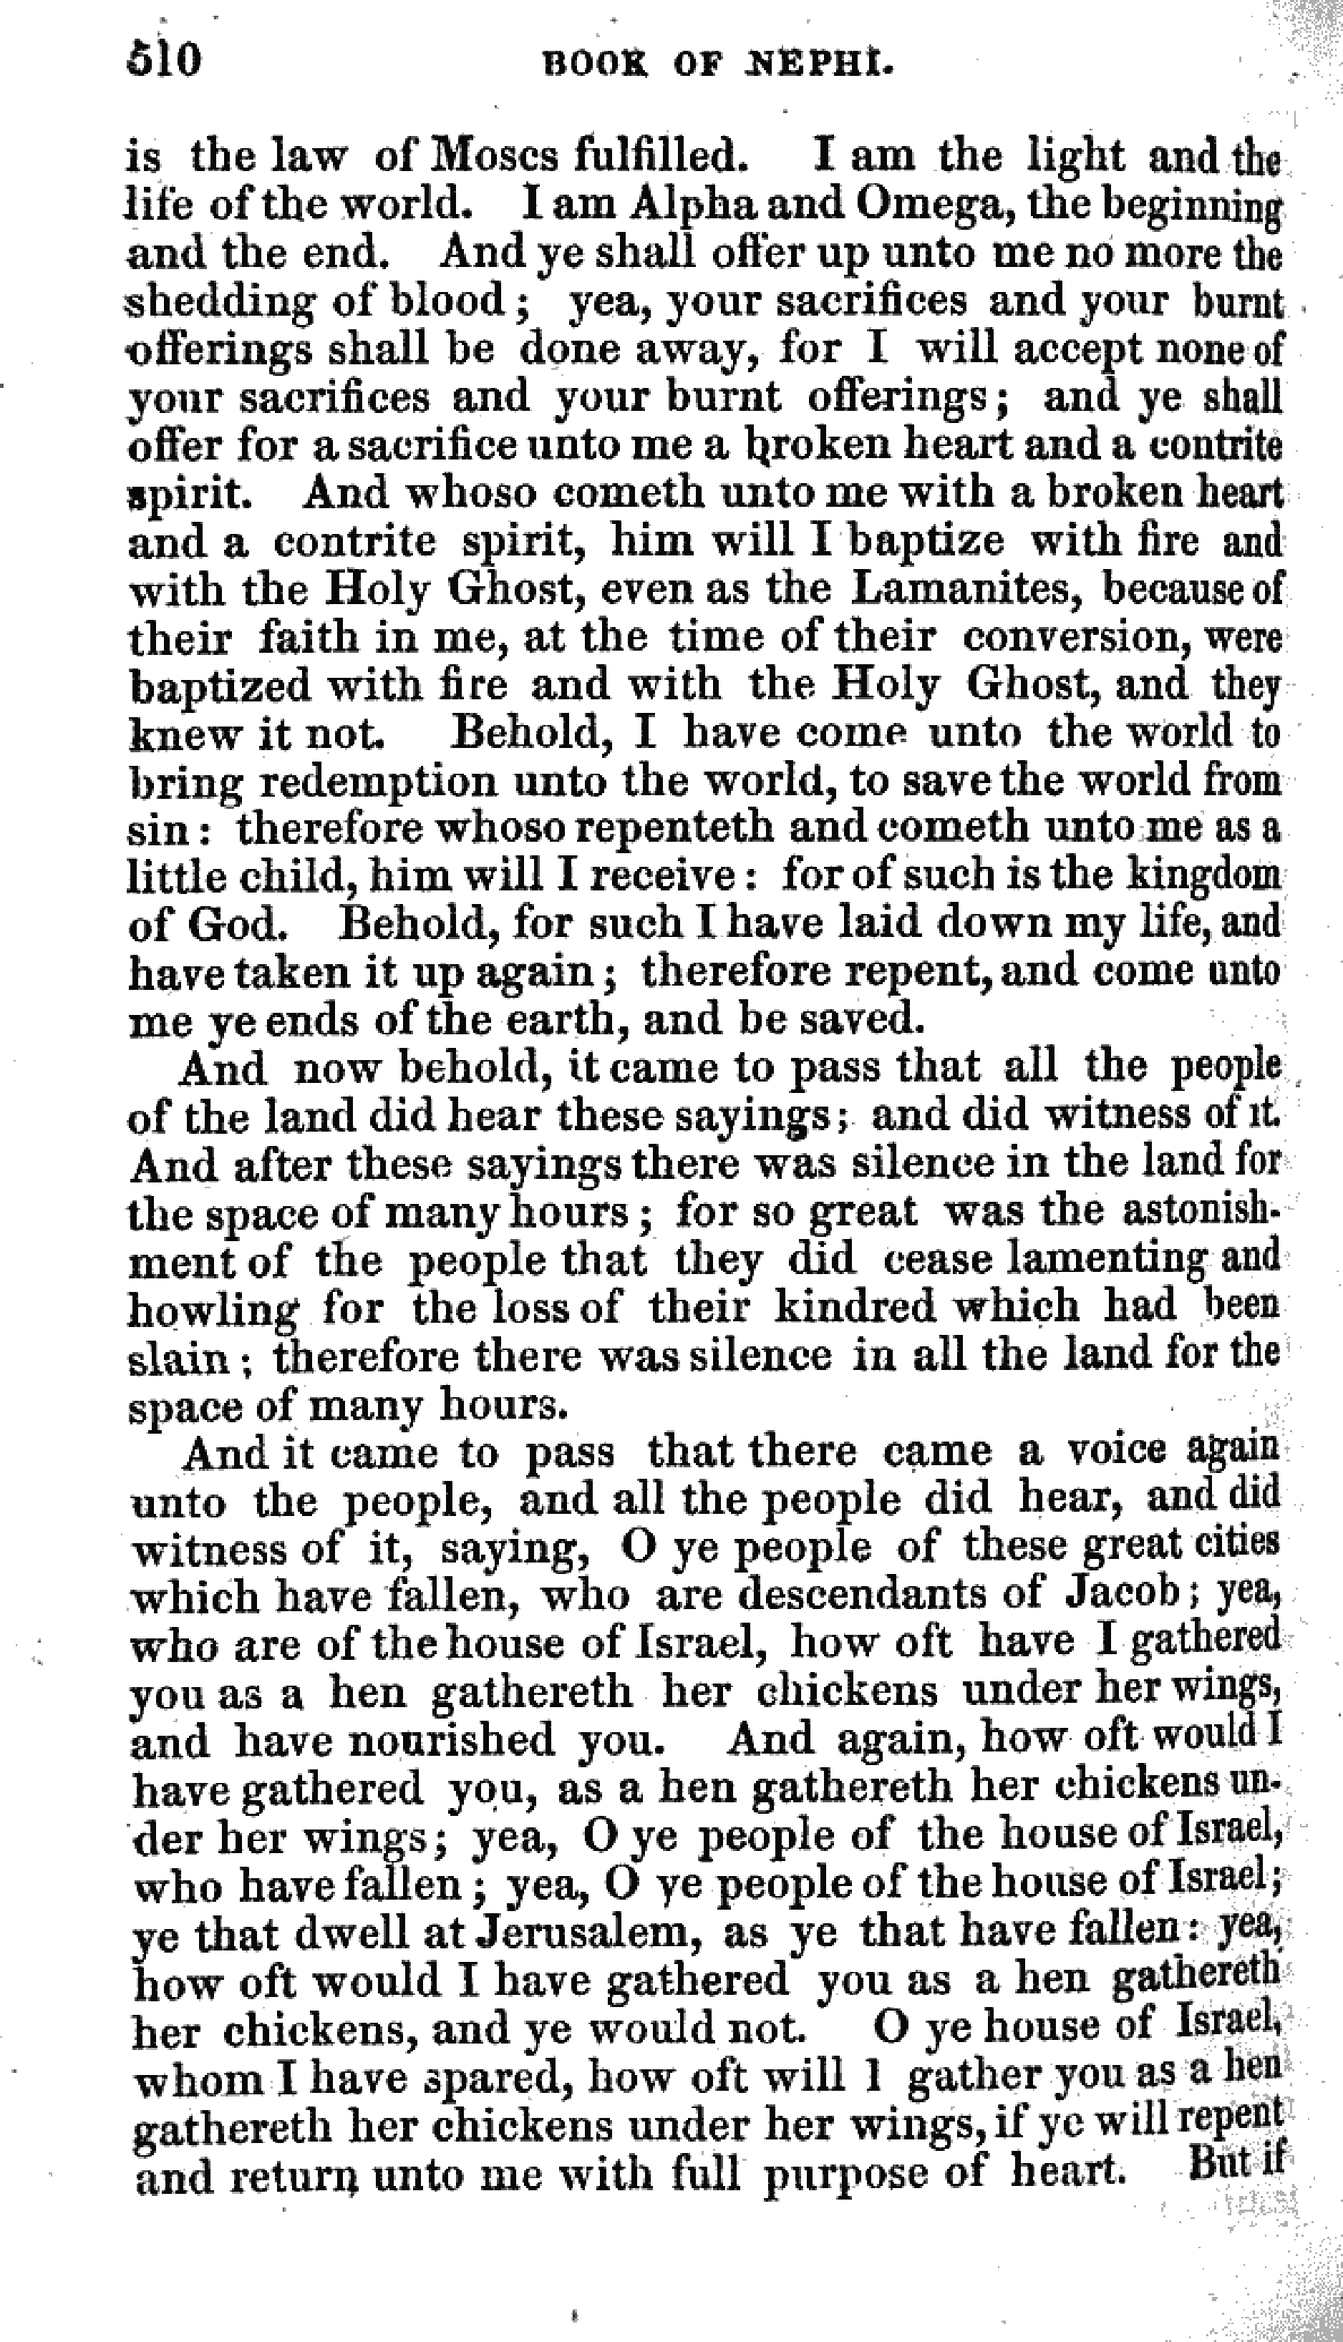 510 BOOK OF NEPHI.
is the law of Moses fulfilled. I am the light and the
life of the world. I am Alpha and Omega, the beginning
and the end. And ye shall offer up unto me no more the
shedding of blood; yea, your sacrifices and your burnt
offerings shall be done away, for I will accept none of
your sacrifices and your burnt offerings; and ye shall
offer for a sacrifice unto me a broken heart and a contrite
spirit. And whoso cometh unto me with a broken heart
and a contrite spirit, him will I baptize with fire and
with the Holy Ghost, even as the Lamanites, because of
their faith in me, at the time of their conversion, were
baptized with fire and with the Holy Ghost, and they
knew it not. Behold, I have come unto the world to
bring redemption unto the world, to save the world from
sin: therefore whoso repenteth and cometh unto me as a
little child, him will I receive: for of such is the kingdom
of God. Behold, for such I have laid down my life, and
have taken it up again; therefore repent, and come unto
me ye ends of the earth, and be saved.
And now behold, it came to pass that all the people
of the land did hear these sayings; and did witness of it.
And after these sayings there was silence in the land for
the space of many hours; for so great was the astonish-
ment of the people that they did cease lamenting and
howling for the loss of their kindred which had been
slain; therefore there was silence in all the land for the
space of many hours.
And it came to pass that there came a voice again
unto the people, and all the people did hear, and did
witness of it, saying, O ye people of these great cities
which have fallen, who are descendants of Jacob; yea,
who are of the house of Israel, how oft have I gathered
you as a hen gathereth her chickens under her wings,
and have nourished you. And again, how oft would I
have gathered you, as a hen gathereth her chickens un-
der her wings; yea, O ye people of the house of Israel,
who have fallen; yea, O ye people of the house of Israel;
ye that dwell at Jerusalem, as ye that have fallen: yea,
how oft would I have gathered you as a hen gathereth
her chickens, and ye would not. O ye house of Israel,
whom I have spared, how oft will I gather you as a hen
gathereth her chickens under her wings, if ye will repent
and return unto me with full purpose of heart. But if